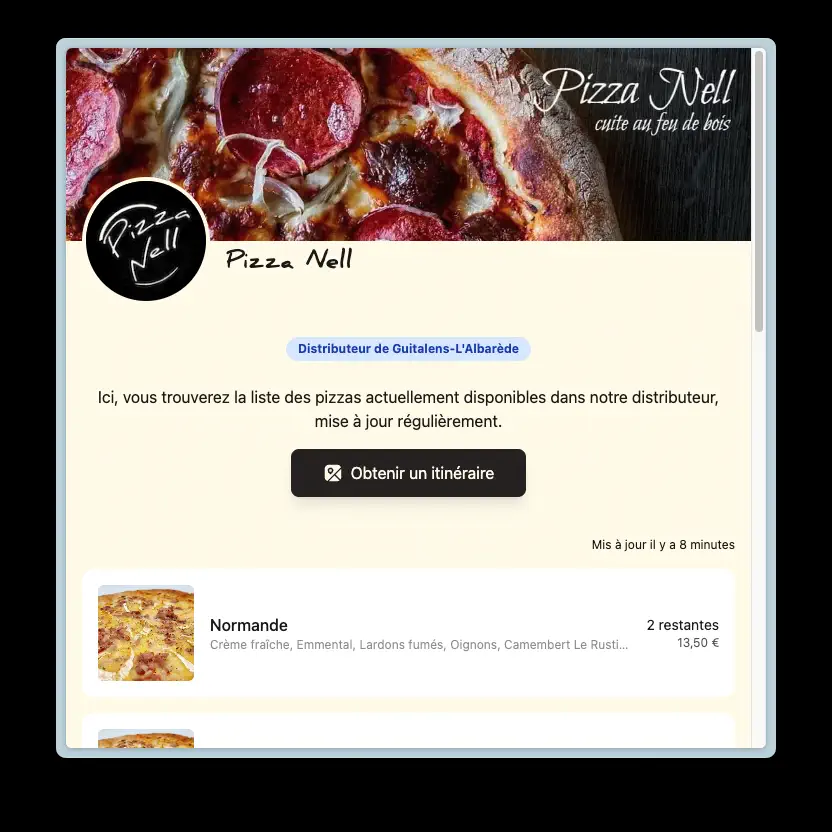 Pizza Nell
cuite au feu de bois
Pizza
Nell
Pizza Nell
Distributeur de Guitalens-L'Albarède
Ici, vous trouverez la liste des pizzas actuellement disponibles dans notre distributeur,
mise à jour régulièrement.
Obtenir un itinéraire
Mis à jour il y a 8 minutes
Normande
2 restantes
Crème fraîche, Emmental, Lardons fumés, Oignons, Camembert Le Rusti...
13,50 €